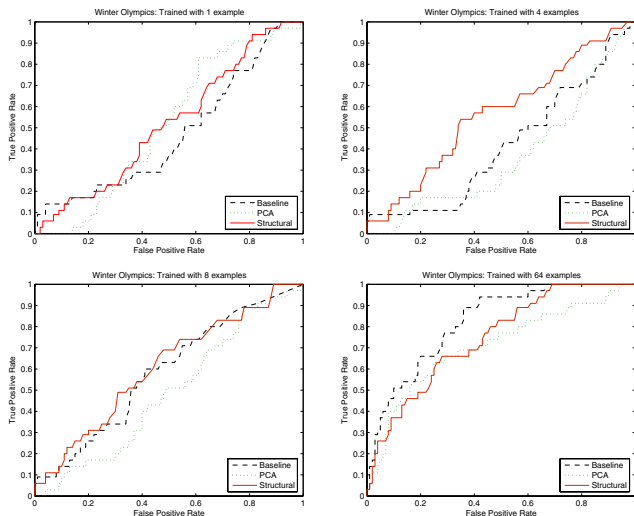 Winter Olympics: Trained with 1 example
1
0.9
0.8
0.7
0.6
0.5
0.4
0.3
0.2
0.1
0
True Positive Rate
0
0.2
0.4
0.6
0.8
1
False Positive Rate
Baseline
PCA
Structural
Winter Olympics: Trained with 4 examples
1
0.9
0.8
0.7
0.6
0.5
0.4
0.3
0.2
0.1
0
True Positive Rate
0
0.2
0.4
0.6
0.8
1
False Positive Rate
Baseline
PCA
Structural
Winter Olympics: Trained with 8 examples
1
0.9
0.8
0.7
0.6
0.5
0.4
0.3
0.2
0.1
0
True Positive Rate
0
0.2
0.4
0.6
0.8
1
False Positive Rate
Baseline
PCA
Structural
Winter Olympics: Trained with 64 examples
1
0.9
0.8
0.7
0.6
0.5
0.4
0.3
0.2
0.1
0
True Positive Rate
0
0.2
0.4
0.6
0.8
1
False Positive Rate
Baseline
PCA
Structural